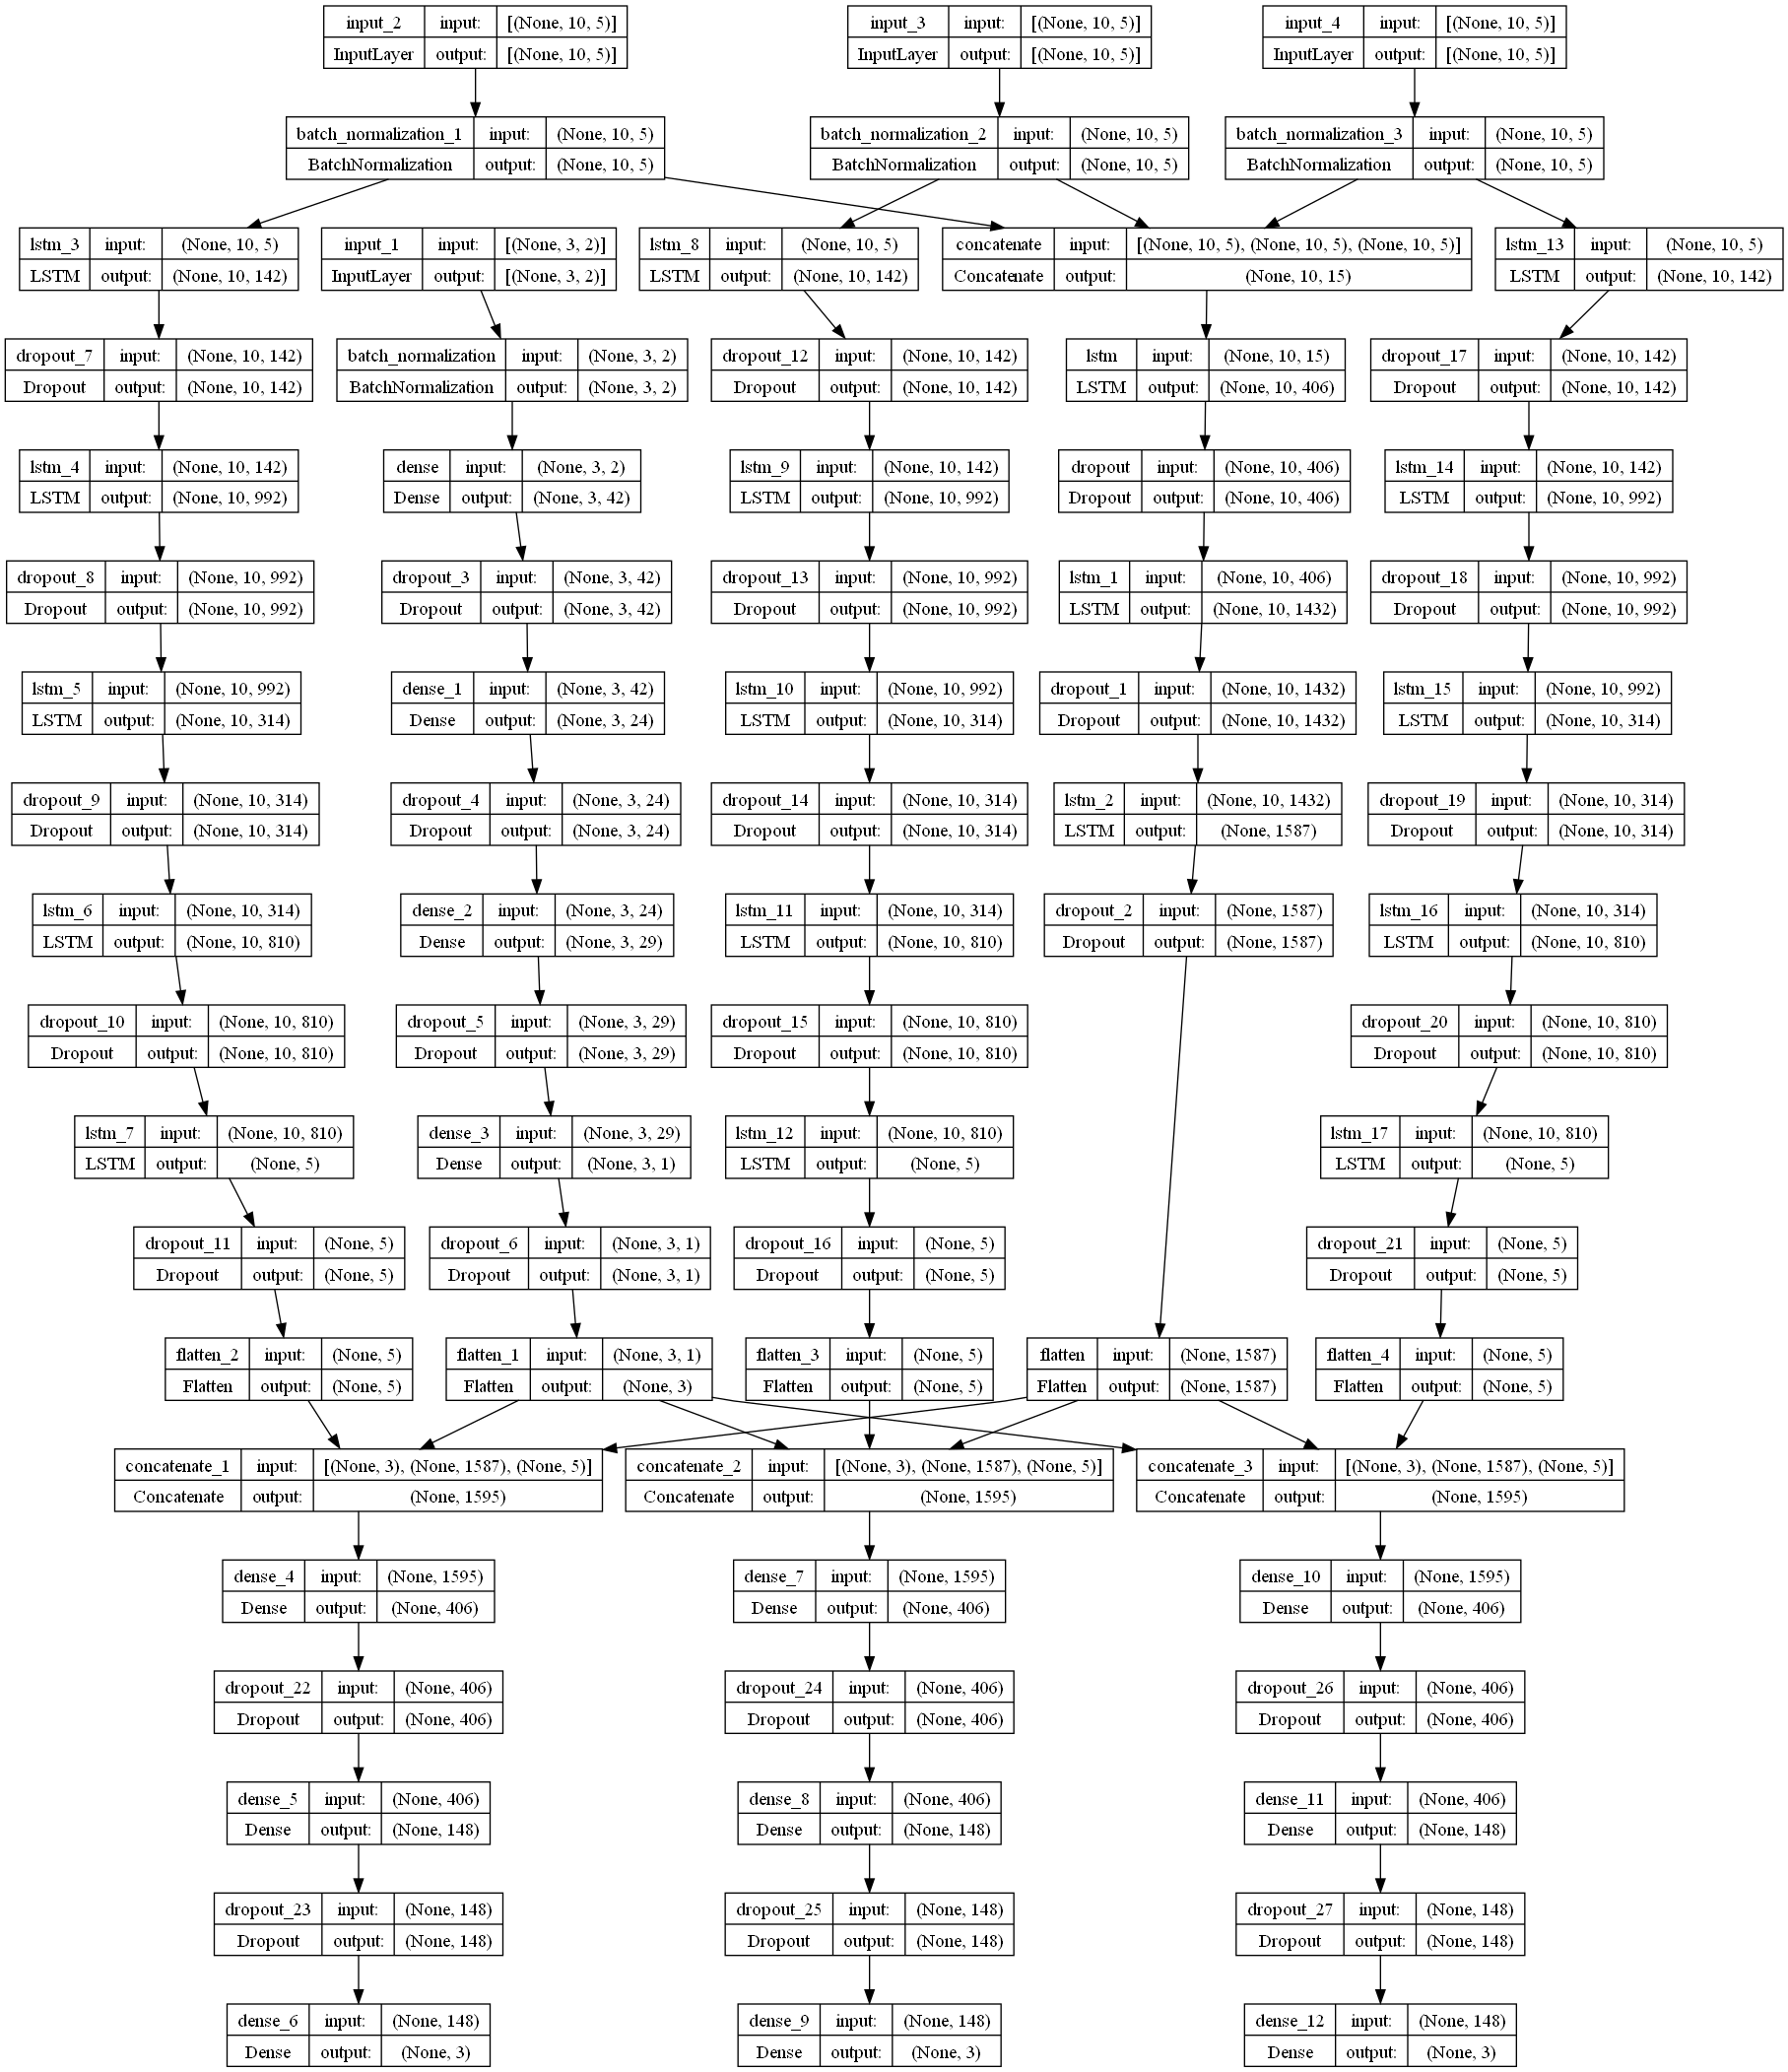 input_2 input: [(None, 10, 5)]
InputLayer output: [(None, 10, 5)]
input_3 input: [(None, 10, 5)]
InputLayer output: [(None, 10, 5)]
input_4 input: [(None, 10, 5)]
InputLayer output: [(None, 10, 5)]
batch_normalization_1 input: (None, 10, 5)
BatchNormalization output: (None, 10, 5)
batch_normalization_2 input: (None, 10, 5)
BatchNormalization output: (None, 10, 5)
batch_normalization_3 input: (None, 10, 5)
BatchNormalization output: (None, 10, 5)
lstm_3 input: (None, 10, 5)
LSTM output: (None, 10, 142)
input_1 input: [(None, 3, 2)]
InputLayer output: [(None, 3, 2)]
lstm_8 input: (None, 10, 5)
LSTM output: (None, 10, 142)
concatenate input: [(None, 10, 5), (None, 10, 5), (None, 10, 5)]
Concatenate output: (None, 10, 15)
lstm_13 input: (None, 10, 5)
LSTM output: (None, 10, 142)
dropout_7 input: (None, 10, 142)
Dropout output: (None, 10, 142)
batch_normalization input: (None, 3, 2)
BatchNormalization output: (None, 3, 2)
dropout_12 input: (None, 10, 142)
Dropout output: (None, 10, 142)
lstm input: (None, 10, 15)
LSTM output: (None, 10, 406)
dropout_17 input: (None, 10, 142)
Dropout output: (None, 10, 142)
lstm_4 input: (None, 10, 142)
LSTM output: (None, 10, 992)
dense input: (None, 3, 2)
Dense output: (None, 3, 42)
lstm_9 input: (None, 10, 142)
LSTM output: (None, 10, 992)
dropout input: (None, 10, 406)
Dropout output: (None, 10, 406)
lstm_14 input: (None, 10, 142)
LSTM output: (None, 10, 992)
dropout_8 input: (None, 10, 992)
Dropout output: (None, 10, 992)
dropout_3 input: (None, 3, 42)
Dropout output: (None, 3, 42)
dropout_13 input: (None, 10, 992)
Dropout output: (None, 10, 992)
lstm_1 input: (None, 10, 406)
LSTM output: (None, 10, 1432)
dropout_18 input: (None, 10, 992)
Dropout output: (None, 10, 992)
lstm_5 input: (None, 10, 992)
LSTM output: (None, 10, 314)
dense_1 input: (None, 3, 42)
Dense output: (None, 3, 24)
lstm_10 input: (None, 10, 992)
LSTM output: (None, 10, 314)
dropout_1 input: (None, 10, 1432)
Dropout output: (None, 10, 1432)
lstm_15 input: (None, 10, 992)
LSTM output: (None, 10, 314)
dropout_9 input: (None, 10, 314)
Dropout output: (None, 10, 314)
dropout_4 input: (None, 3, 24)
Dropout output: (None, 3, 24)
dropout_14 input: (None, 10, 314)
Dropout output: (None, 10, 314)
lstm_2 input: (None, 10, 1432)
LSTM output: (None, 1587)
dropout_19 input: (None, 10, 314)
Dropout output: (None, 10, 314)
lstm_6 input: (None, 10, 314)
LSTM output: (None, 10, 810)
dense_2 input: (None, 3, 24)
Dense output: (None, 3, 29)
lstm_11 input: (None, 10, 314)
LSTM output: (None, 10, 810)
dropout_2 input: (None, 1587)
Dropout output: (None, 1587)
lstm_16 input: (None, 10, 314)
LSTM output: (None, 10, 810)
dropout_10 input: (None, 10, 810)
Dropout output: (None, 10, 810)
dropout_5 input: (None, 3, 29)
Dropout output: (None, 3, 29)
dropout_15 input: (None, 10, 810)
Dropout output: (None, 10, 810)
dropout_20 input: (None, 10, 810)
Dropout output: (None, 10, 810)
lstm_7 input: (None, 10, 810)
LSTM output: (None, 5)
dense_3 input: (None, 3, 29)
Dense output: (None, 3, 1)
lstm_12 input: (None, 10, 810)
LSTM output: (None, 5)
lstm_17 input: (None, 10, 810)
LSTM output: (None, 5)
dropout_11 input: (None, 5)
Dropout output: (None, 5)
dropout_6 input: (None, 3, 1)
Dropout output: (None, 3, 1)
dropout_16 input: (None, 5)
Dropout output: (None, 5)
dropout_21 input: (None, 5)
Dropout output: (None, 5)
flatten_2 input: (None, 5)
Flatten output: (None, 5)
flatten_1 input: (None, 3, 1)
Flatten output: (None, 3)
flatten_3 input: (None, 5)
Flatten output: (None, 5)
flatten input: (None, 1587)
Flatten output: (None, 1587)
flatten_4 input: (None, 5)
Flatten output: (None, 5)
concatenate_1 input: [(None, 3), (None, 1587), (None, 5)]
Concatenate output: (None, 1595)
concatenate_2 input: [(None, 3), (None, 1587), (None, 5)]
Concatenate output: (None, 1595)
concatenate_3 input: [(None, 3), (None, 1587), (None, 5)]
Concatenate output: (None, 1595)
dense_4 input: (None, 1595)
Dense output: (None, 406)
dense_7 input: (None, 1595)
Dense output: (None, 406)
dense_10 input: (None, 1595)
Dense output: (None, 406)
dropout_22 input: (None, 406)
Dropout output: (None, 406)
dropout_24 input: (None, 406)
Dropout output: (None, 406)
dropout_26 input: (None, 406)
Dropout output: (None, 406)
dense_5 input: (None, 406)
Dense output: (None, 148)
dense_8 input: (None, 406)
Dense output: (None, 148)
dense_11 input: (None, 406)
Dense output: (None, 148)
dropout_23 input: (None, 148)
Dropout output: (None, 148)
dropout_25 input: (None, 148)
Dropout output: (None, 148)
dropout_27 input: (None, 148)
Dropout output: (None, 148)
dense_6 input: (None, 148)
Dense output: (None, 3)
dense_9 input: (None, 148)
Dense output: (None, 3)
dense_12 input: (None, 148)
Dense output: (None, 3)